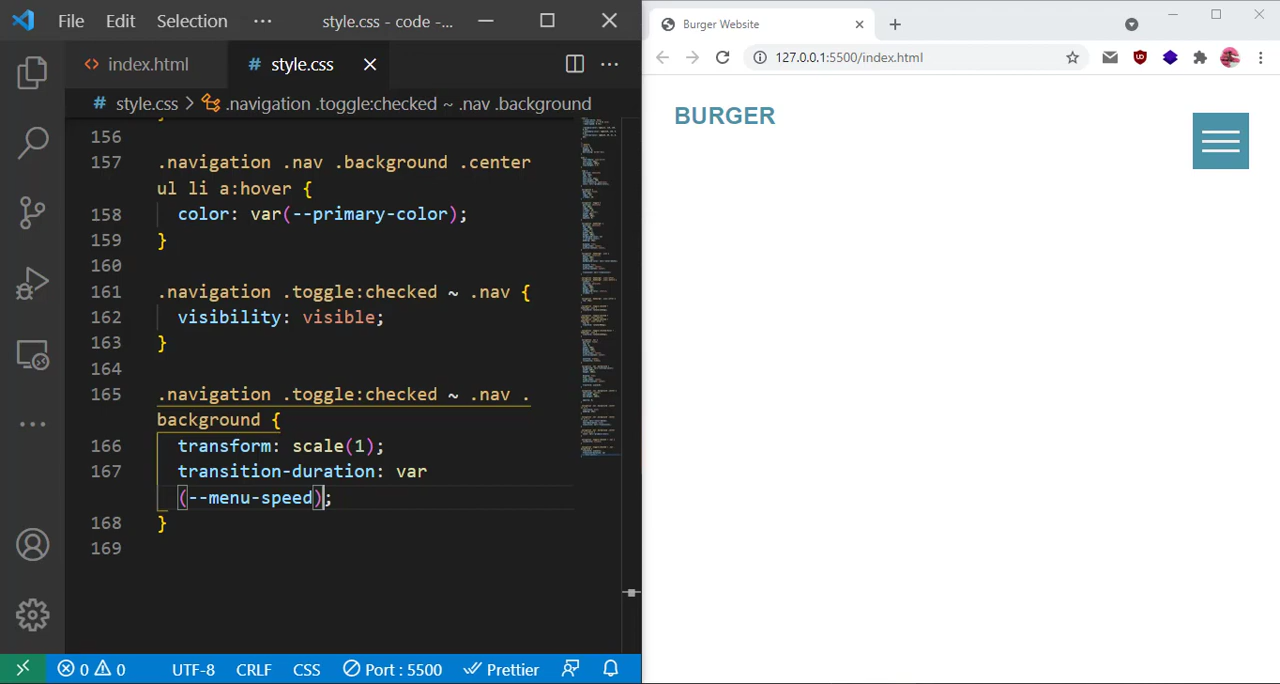 File Edit Selection ··· style.css - code -...
index.html # style.css
# style.css > .navigation .toggle:checked ~ .nav .background
156
157 .navigation .nav .background .center
ul li a:hover {
158 color: var(--primary-color);
159 }
160
161 .navigation .toggle:checked ~ .nav {
162 visibility: visible;
163 }
164
165 .navigation .toggle:checked ~ .nav .
background {
166 transform: scale(1);
167 transition-duration: var
(--menu-speed);
168 }
169
0 0 UTF-8 CRLF CSS Port : 5500 Prettier
Burger Website
127.0.0.1:5500/index.html
BURGER